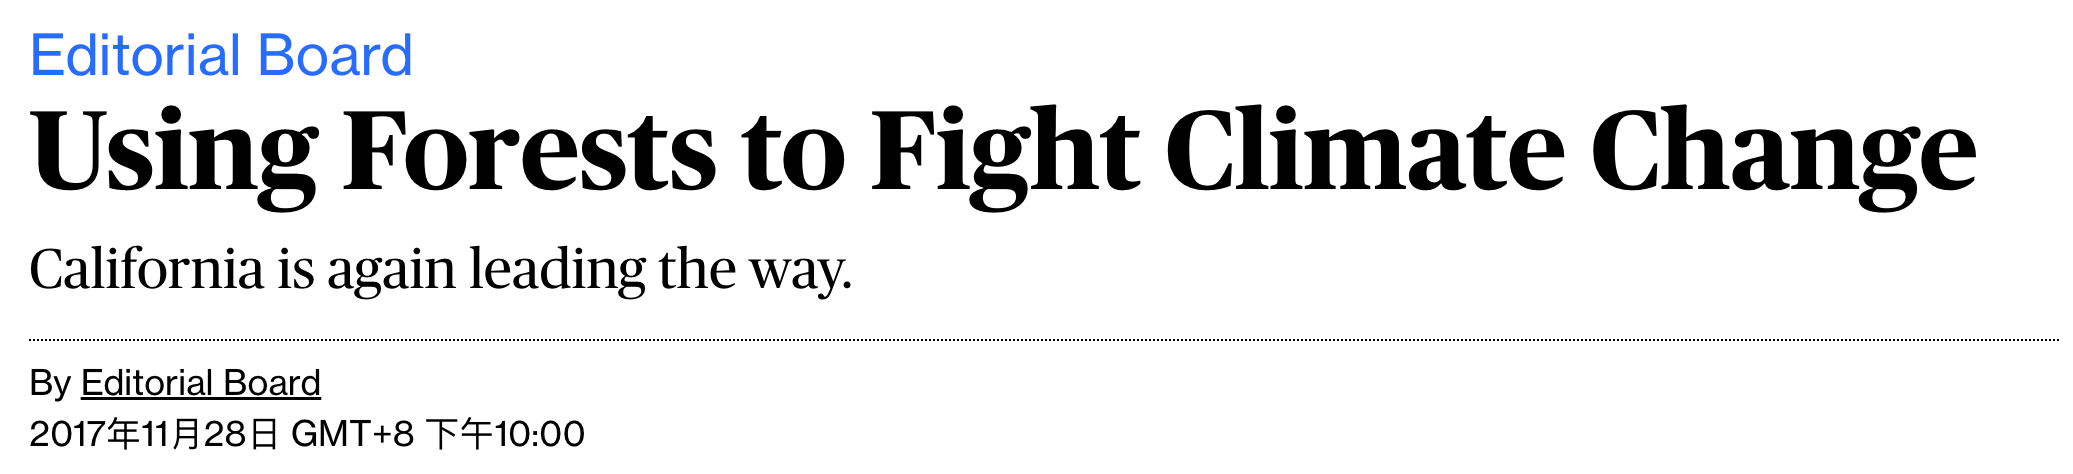 Editorial Board
Using Forests to Fight Climate Change
California is again leading the way.
By Editorial Board
2017年11月28日 GMT+8 下午10:00